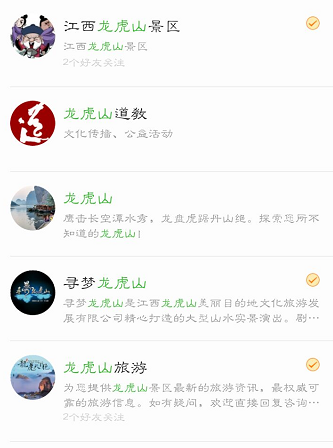 江西龙虎山景区
江西龙虎山景区
2个好友关注
道
龙虎山道教
文化传播、公益活动
龙虎山
鹰击长空潭水秀，龙盘虎踞丹山绝。探索您所不
知道的龙虎山！
寻梦龙虎山
寻梦龙虎山是江西龙虎山美丽目的地文化旅游发
展有限公司精心打造的大型山水实景演出。剧…
龙虎山旅游
为您提供龙虎山景区最新的旅游资讯，最权威可
靠的旅游信息。如有疑问，欢迎直接回复咨询…
2个好友关注